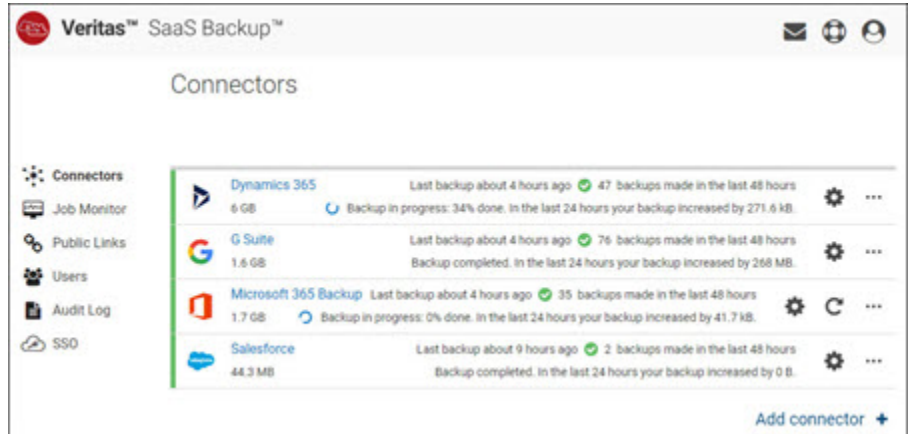 Veritas™ SaaS Backup™
Connectors
Connectors
Job Monitor
Public Links
Users
Audit Log
SSO
Dynamics 365 Last backup about 4 hours ago 47 backups made in the last 48 hours
6 GB Backup in progress: 34% done. In the last 24 hours your backup increased by 271.6 kB.
G Suite Last backup about 4 hours ago 76 backups made in the last 48 hours
1.6 GB Backup completed. In the last 24 hours your backup increased by 268 MB.
Microsoft 365 Backup Last backup about 4 hours ago 35 backups made in the last 48 hours
1.7 GB Backup in progress: 0% done. In the last 24 hours your backup increased by 41.7 kB.
Salesforce Last backup about 9 hours ago 2 backups made in the last 48 hours
44.3 MB Backup completed. In the last 24 hours your backup increased by 0 B.
Add connector +